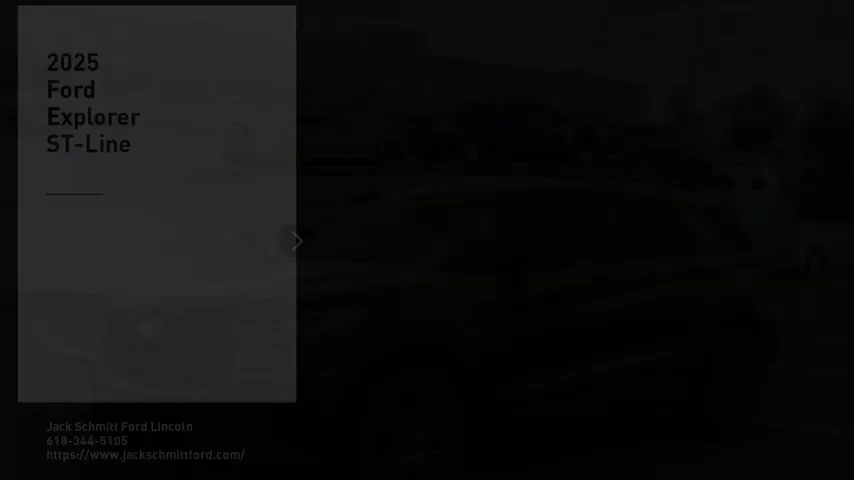 2025
Ford
Explorer
ST-Line
Jack Schmitt Ford Lincoln
618-344-5105
https://www.jackschmittford.com/